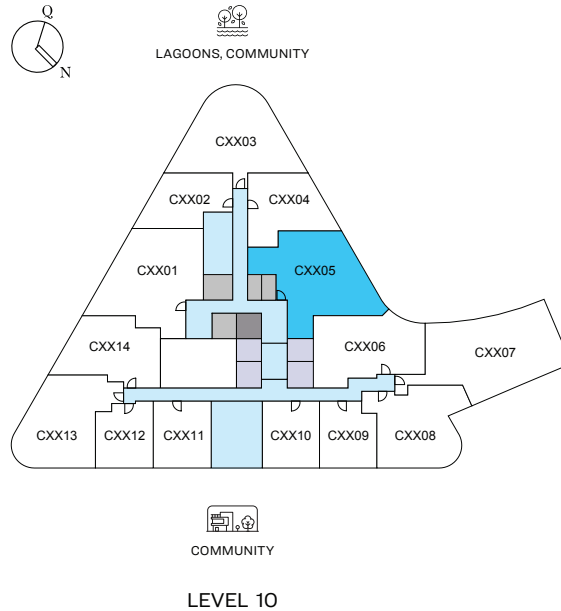 Q
N
LAGOONS, COMMUNITY
CXX03
CXX02
CXX04
CXX01
CXX05
CXX14
CXX06
CXX07
CXX13
CXX12
CXX11
CXX10
CXX09
CXX08
COMMUNITY
LEVEL 10